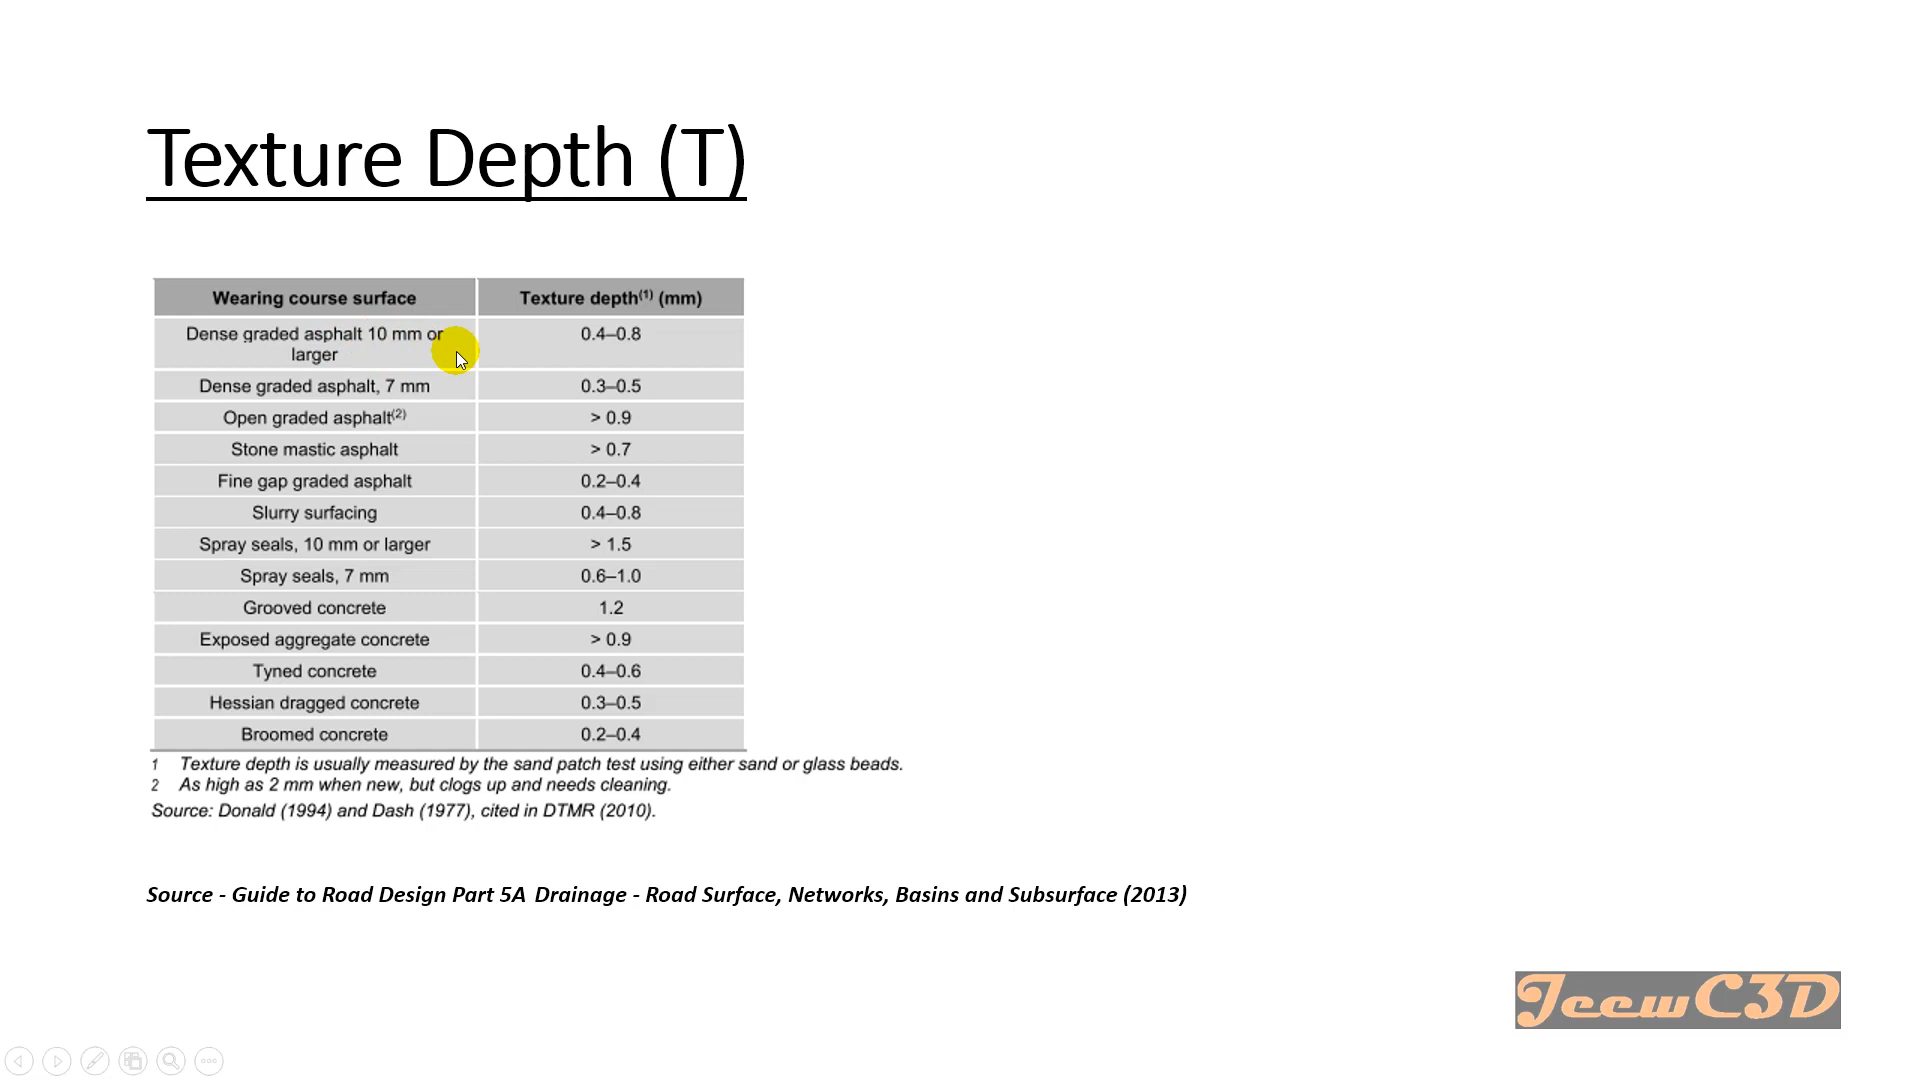 Texture Depth (T)
Wearing course surface Texture depth(1) (mm)
Dense graded asphalt 10 mm or 0.4–0.8
larger
Dense graded asphalt, 7 mm 0.3–0.5
Open graded asphalt(2) > 0.9
Stone mastic asphalt > 0.7
Fine gap graded asphalt 0.2–0.4
Slurry surfacing 0.4–0.8
Spray seals, 10 mm or larger > 1.5
Spray seals, 7 mm 0.6–1.0
Grooved concrete 1.2
Exposed aggregate concrete > 0.9
Tyned concrete 0.4–0.6
Hessian dragged concrete 0.3–0.5
Broomed concrete 0.2–0.4
1 Texture depth is usually measured by the sand patch test using either sand or glass beads.
2 As high as 2 mm when new, but clogs up and needs cleaning.
Source: Donald (1994) and Dash (1977), cited in DTMR (2010).
Source - Guide to Road Design Part 5A Drainage - Road Surface, Networks, Basins and Subsurface (2013)
JeewC3D